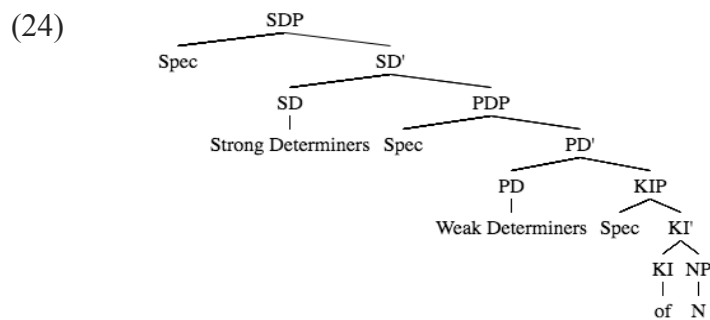 (24)
SDP
Spec SD'
SD PDP
Strong Determiners Spec PD'
PD KIP
Weak Determiners Spec KI'
KI NP
of N